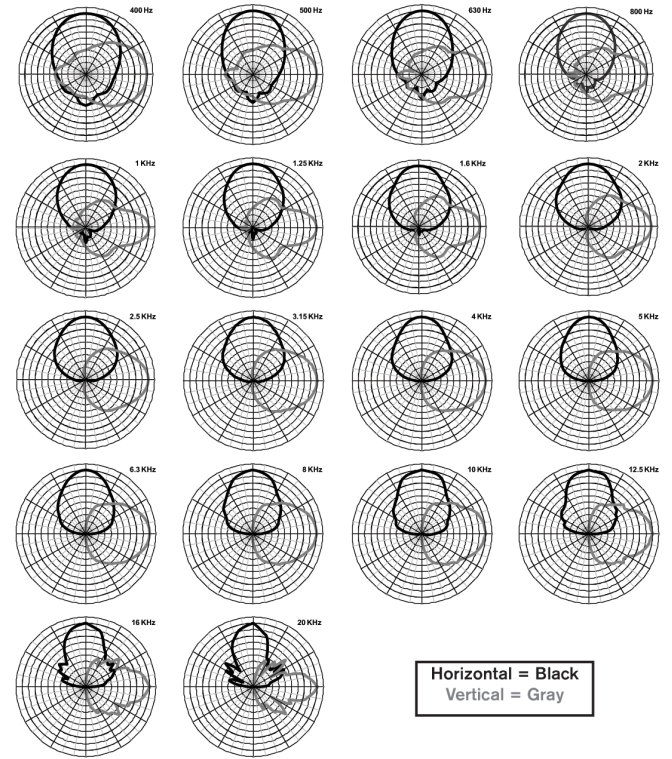 400 Hz
500 Hz
630 Hz
800 Hz
1 KHz
1.25 KHz
1.6 KHz
2 KHz
2.5 KHz
3.15 KHz
4 KHz
5 KHz
6.3 KHz
8 KHz
10 KHz
12.5 KHz
16 KHz
20 KHz
Horizontal = Black
Vertical = Gray